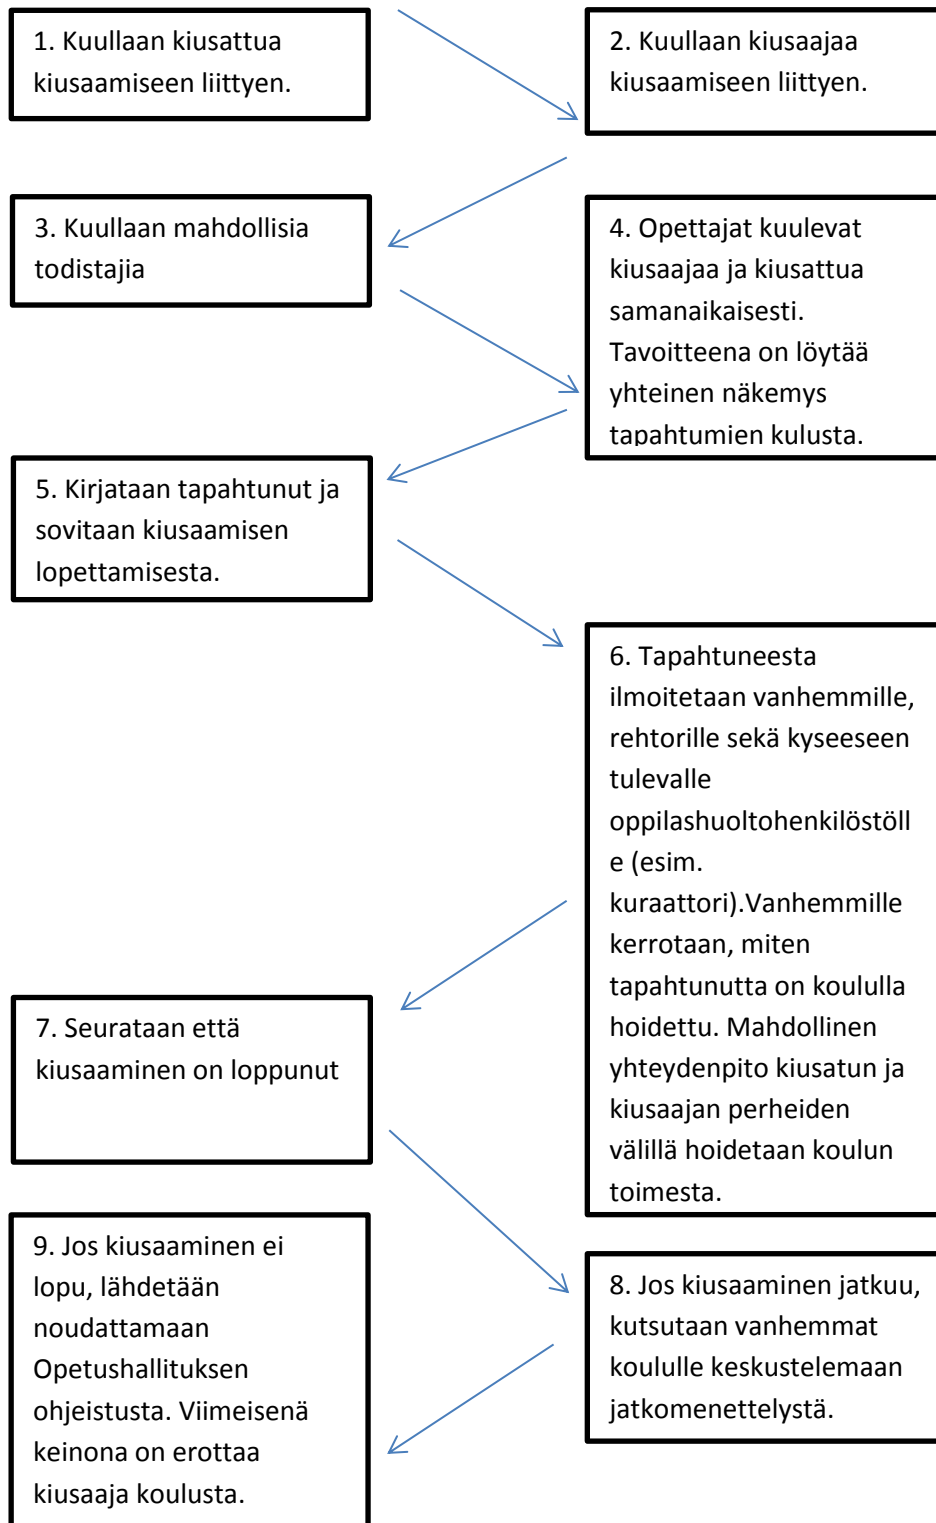 1. Kuullaan kiusattua
kiusaamiseen liittyen.
2. Kuullaan kiusaajaa
kiusaamiseen liittyen.
3. Kuullaan mahdollisia
todistajia
4. Opettajat kuulevat
kiusaajaa ja kiusattua
samanaikaisesti.
Tavoitteena on löytää
yhteinen näkemys
tapahtumien kulusta.
5. Kirjataan tapahtunut ja
sovitaan kiusaamisen
lopettamisesta.
6. Tapahtuneesta
ilmoitetaan vanhemmille,
rehtorille sekä kyseeseen
tulevalle
oppilashuoltohenkilöstöll
e (esim.
kuraattori).Vanhemmille
kerrotaan, miten
tapahtunutta on koululla
hoidettu. Mahdollinen
yhteydenpito kiusatun ja
kiusaajan perheiden
välillä hoidetaan koulun
toimesta.
7. Seurataan että
kiusaaminen on loppunut
8. Jos kiusaaminen jatkuu,
kutsutaan vanhemmat
koululle keskustelemaan
jatkomenettelystä.
9. Jos kiusaaminen ei
lopu, lähdetään
noudattamaan
Opetushallituksen
ohjeistusta. Viimeisenä
keinona on erottaa
kiusaaja koulusta.